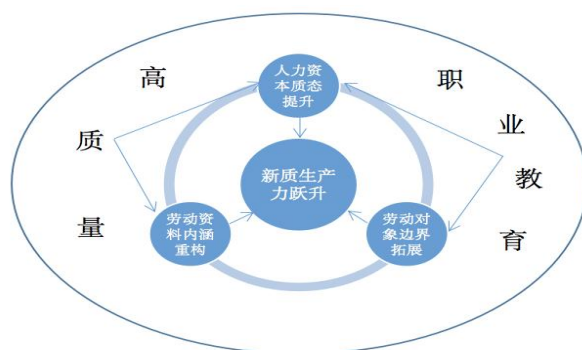 高
质
量
职
业
教
育
人力资
本质态
提升
新质生产
力跃升
劳动资
料内涵
重构
劳动对
象边界
拓展